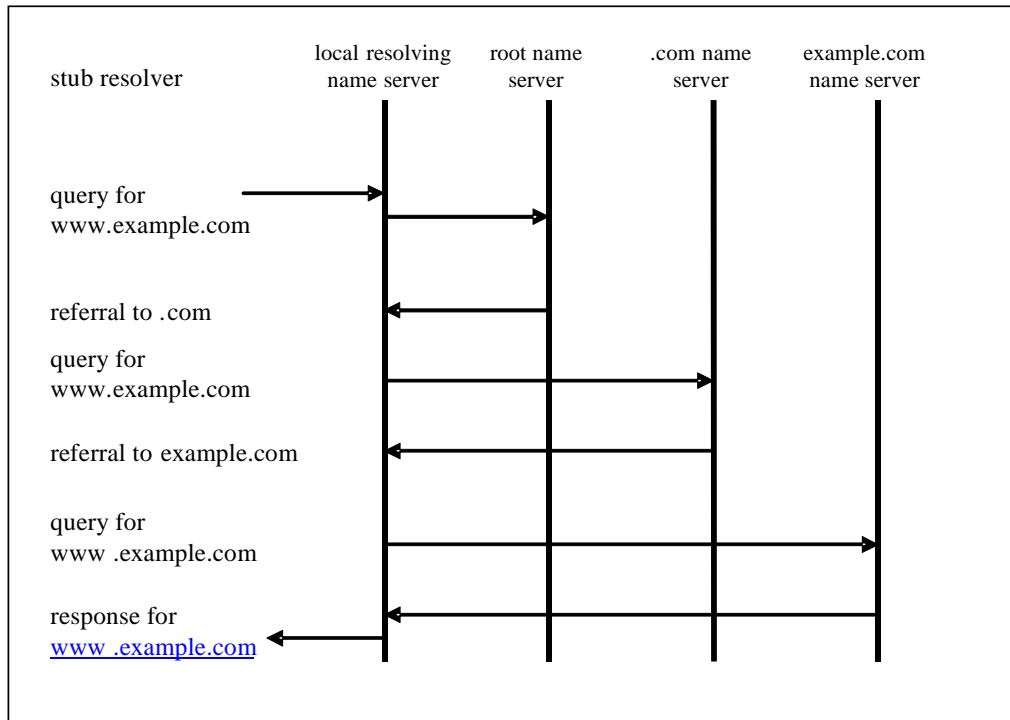 stub resolver
local resolving
name server
root name
server
.com name
server
example.com
name server
query for
www.example.com
referral to .com
query for
www.example.com
referral to example.com
query for
www .example.com
response for
www .example.com